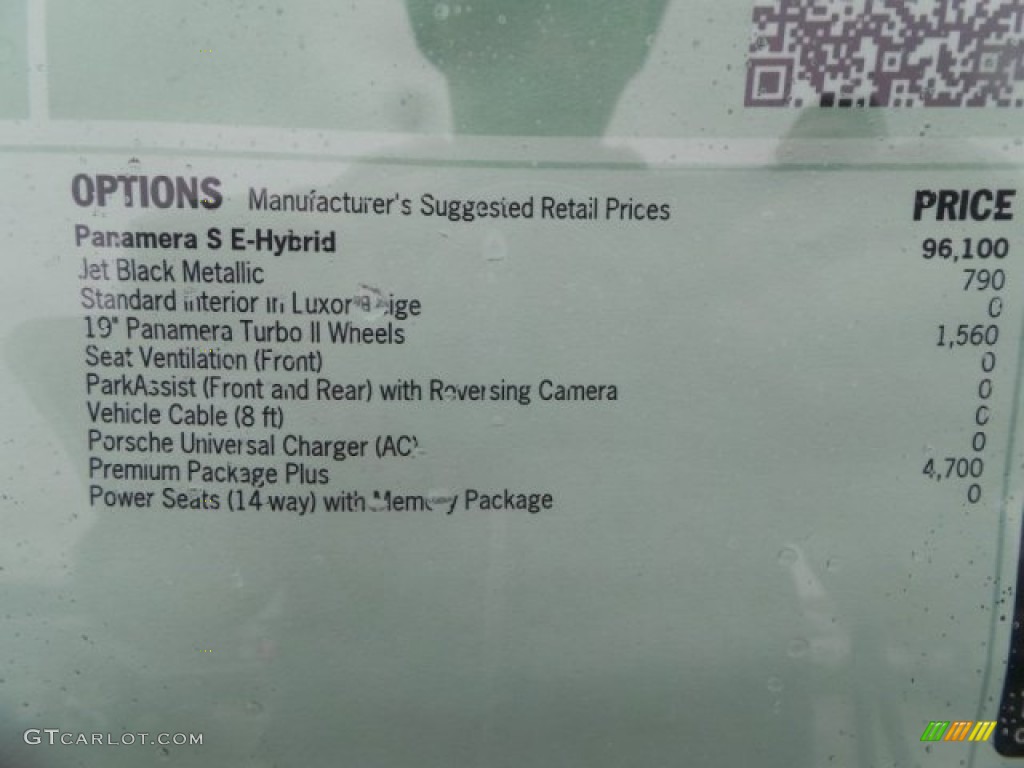 OPTIONS Manufacturer's Suggested Retail Prices PRICE
Panamera S E-Hybrid 96,100
Jet Black Metallic 790
Standard interior in Luxor Beige 0
19" Panamera Turbo II Wheels 1,560
Seat Ventilation (Front) 0
ParkAssist (Front and Rear) with Reversing Camera 0
Vehicle Cable (8 ft) 0
Porsche Universal Charger (AC) 0
Premium Package Plus 4,700
Power Seats (14 way) with Memory Package 0
GTCARLOT.COM